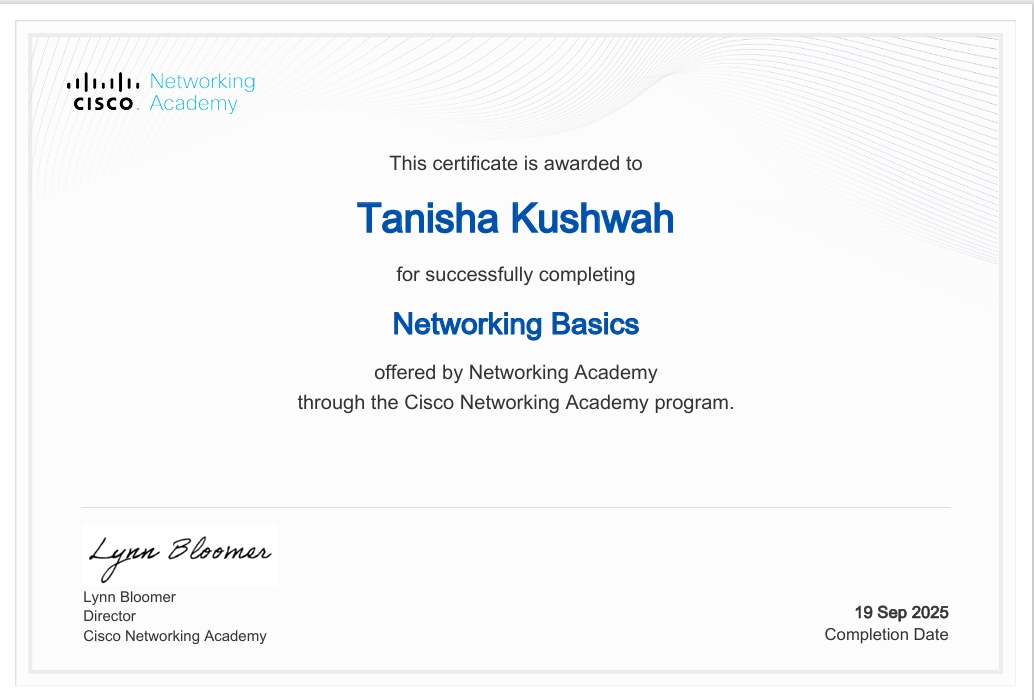 Networking
CISCO. Academy
This certificate is awarded to
Tanisha Kushwah
for successfully completing
Networking Basics
offered by Networking Academy
through the Cisco Networking Academy program.
Lynn Bloomer
Lynn Bloomer
Director
Cisco Networking Academy
19 Sep 2025
Completion Date